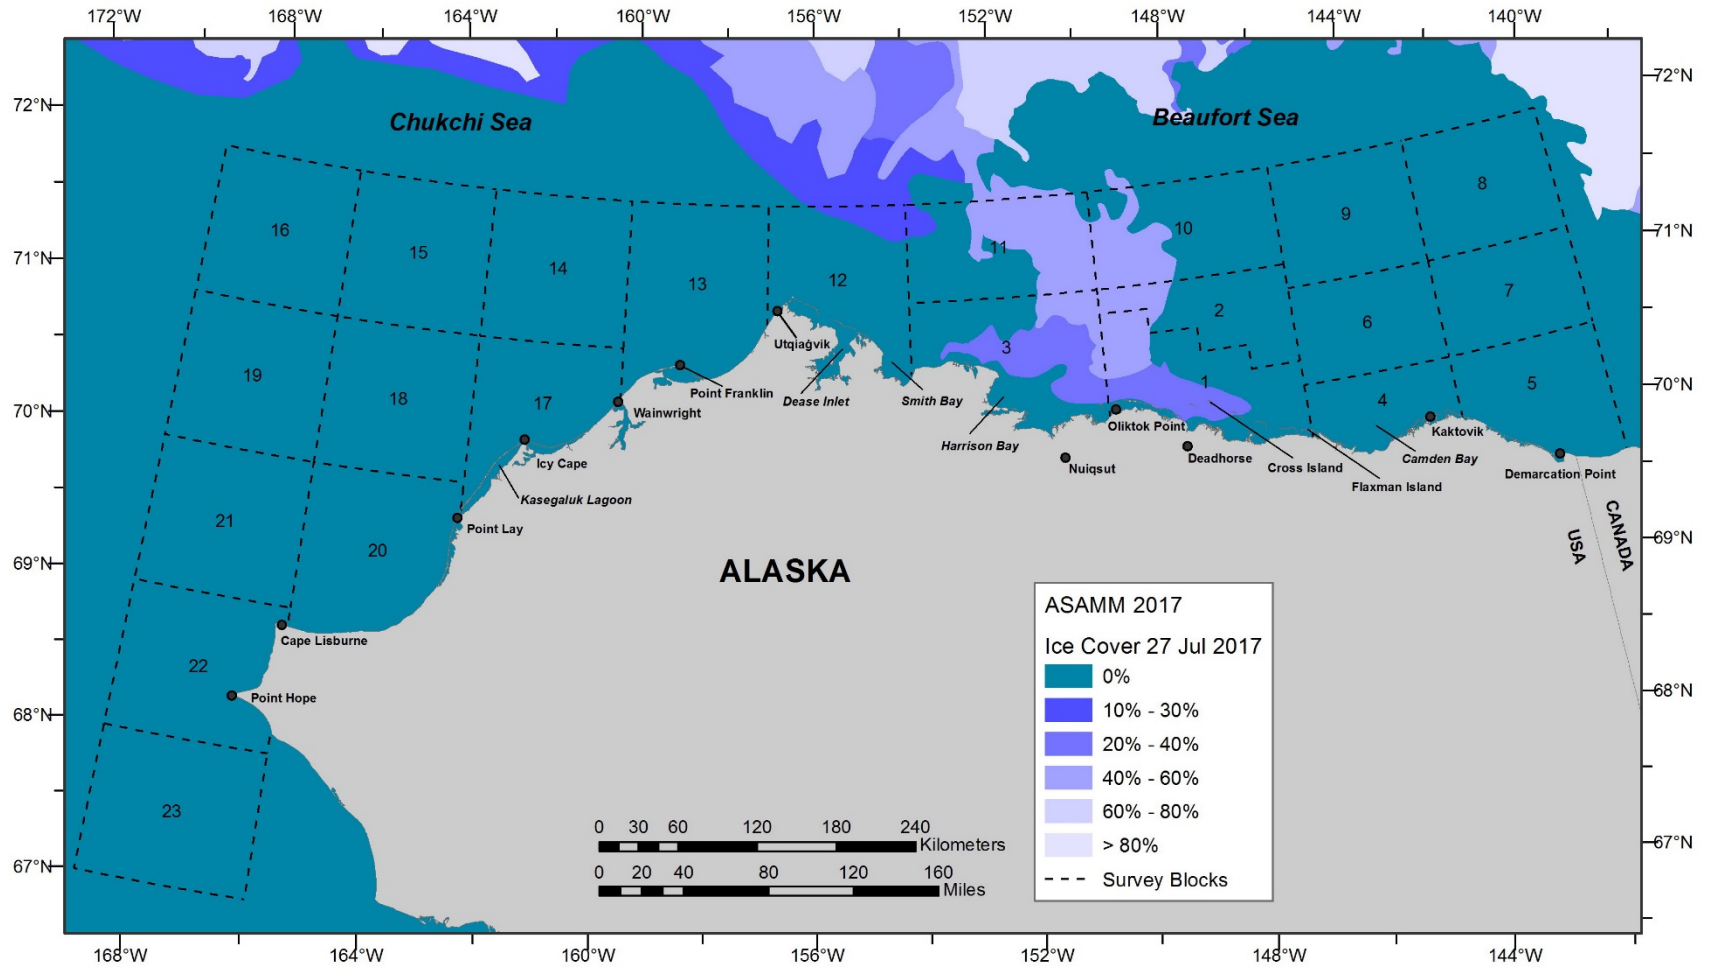 172°W 168°W 164°W 160°W 156°W 152°W 148°W 144°W 140°W
72°N
72°N
Chukchi Sea
Beaufort Sea
8
9
10
16
71°N
71°N
11
15
14
12
13
7
2
6
Utqiaġvik
3
19
Point Franklin
1
5
70°N
18
17
Dease Inlet
Smith Bay
4
70°N
Wainwright
Oliktok Point
Kaktovik
Harrison Bay
Deadhorse
Camden Bay
Icy Cape
Nuiqsut
Cross Island
Demarcation Point
Kasegaluk Lagoon
Flaxman Island
21
Point Lay
CANADA
USA
69°N
20
69°N
ALASKA
Cape Lisburne
22
Point Hope
68°N
68°N
23
67°N
67°N
ASAMM 2017
Ice Cover 27 Jul 2017
0%
10% - 30%
20% - 40%
40% - 60%
60% - 80%
> 80%
Survey Blocks
0 30 60 120 180 240
Kilometers
0 20 40 80 120 160
Miles
168°W 164°W 160°W 156°W 152°W 148°W 144°W